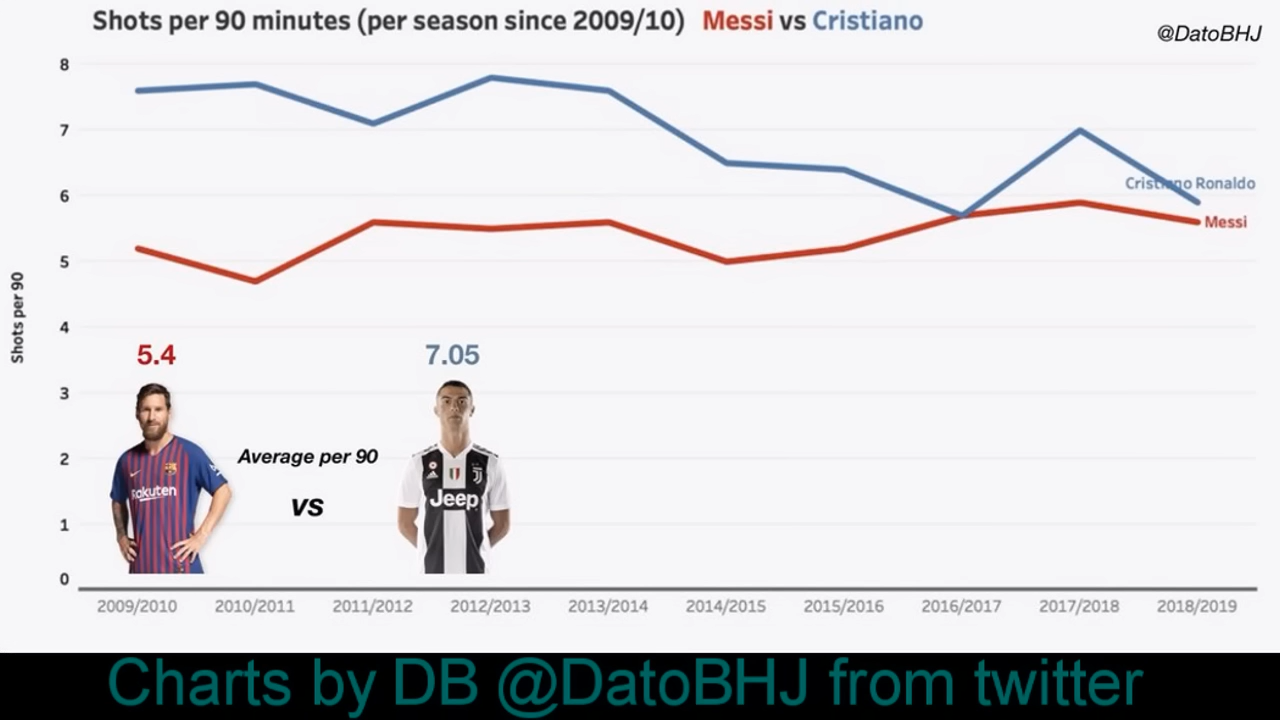 Shots per 90 minutes (per season since 2009/10) Messi vs Cristiano
@DatoBHJ
8
7
6
5
4
3
2
1
0
Shots per 90
Cristiano Ronaldo
Messi
5.4
7.05
Average per 90
vs
Rakuten
Jeep
2009/2010 2010/2011 2011/2012 2012/2013 2013/2014 2014/2015 2015/2016 2016/2017 2017/2018 2018/2019
Charts by DB @DatoBHJ from twitter